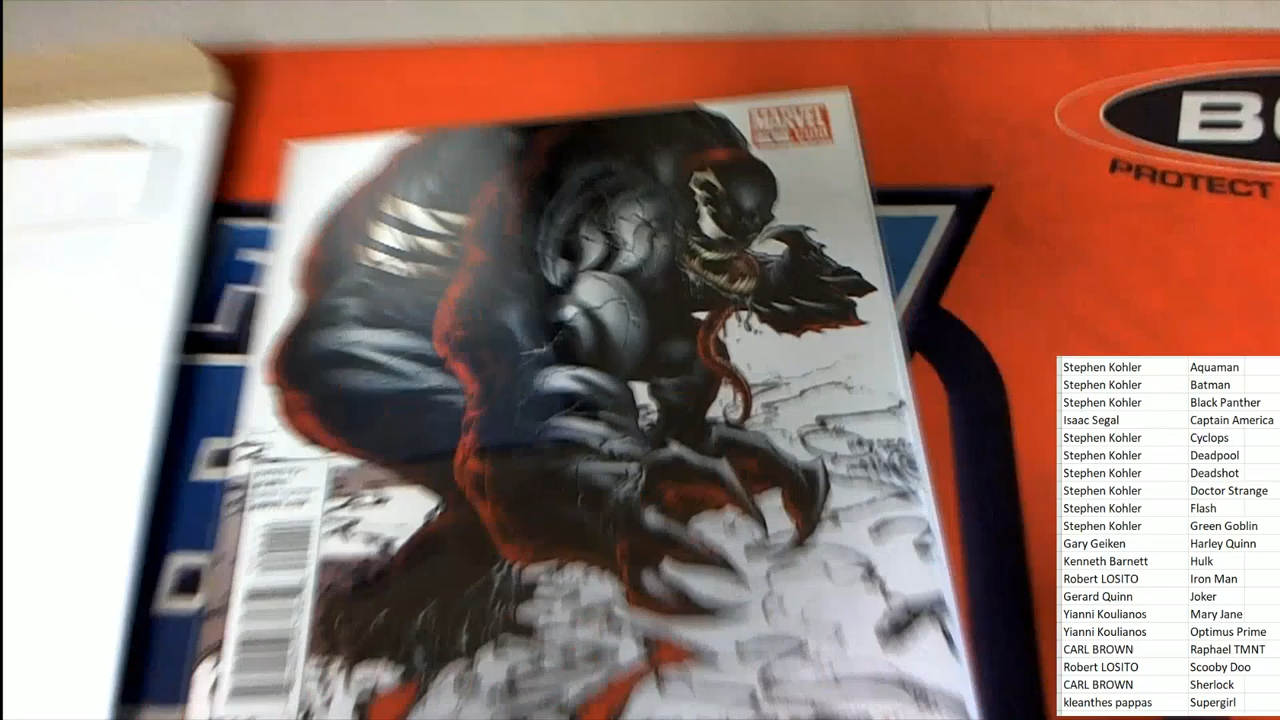 MARVEL
B
PROTECT
Stephen Kohler Aquaman
Stephen Kohler Batman
Stephen Kohler Black Panther
Isaac Segal Captain America
Stephen Kohler Cyclops
Stephen Kohler Deadpool
Stephen Kohler Deadshot
Stephen Kohler Doctor Strange
Stephen Kohler Flash
Stephen Kohler Green Goblin
Gary Geiken Harley Quinn
Kenneth Barnett Hulk
Robert LOSITO Iron Man
Gerard Quinn Joker
Yianni Koulianos Mary Jane
Yianni Koulianos Optimus Prime
CARL BROWN Raphael TMNT
Robert LOSITO Scooby Doo
CARL BROWN Sherlock
kleanthes pappas Supergirl